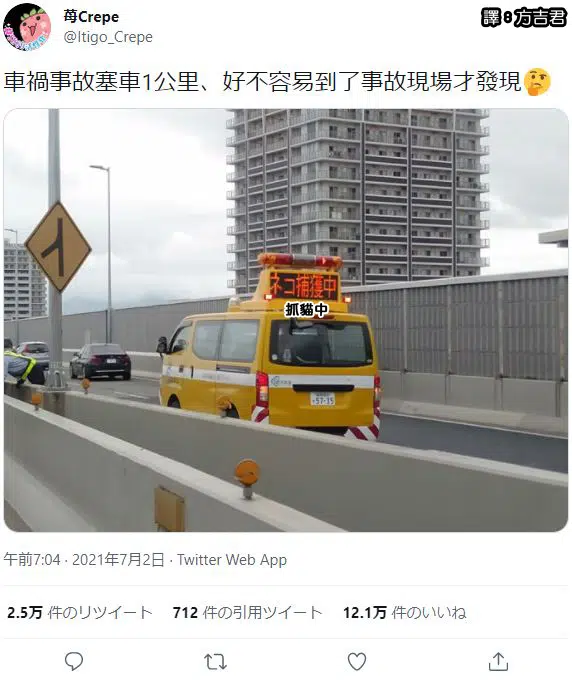 苺Crepe
@Itigo_Crepe
譯8方吉君
車禍事故塞車1公里、好不容易到了事故現場才發現🤔
ネコ捕獲中
抓貓中
午前7:04 · 2021年7月2日 · Twitter Web App
2.5万 件のリツイート 712 件の引用ツイート 12.1万 件のいいね